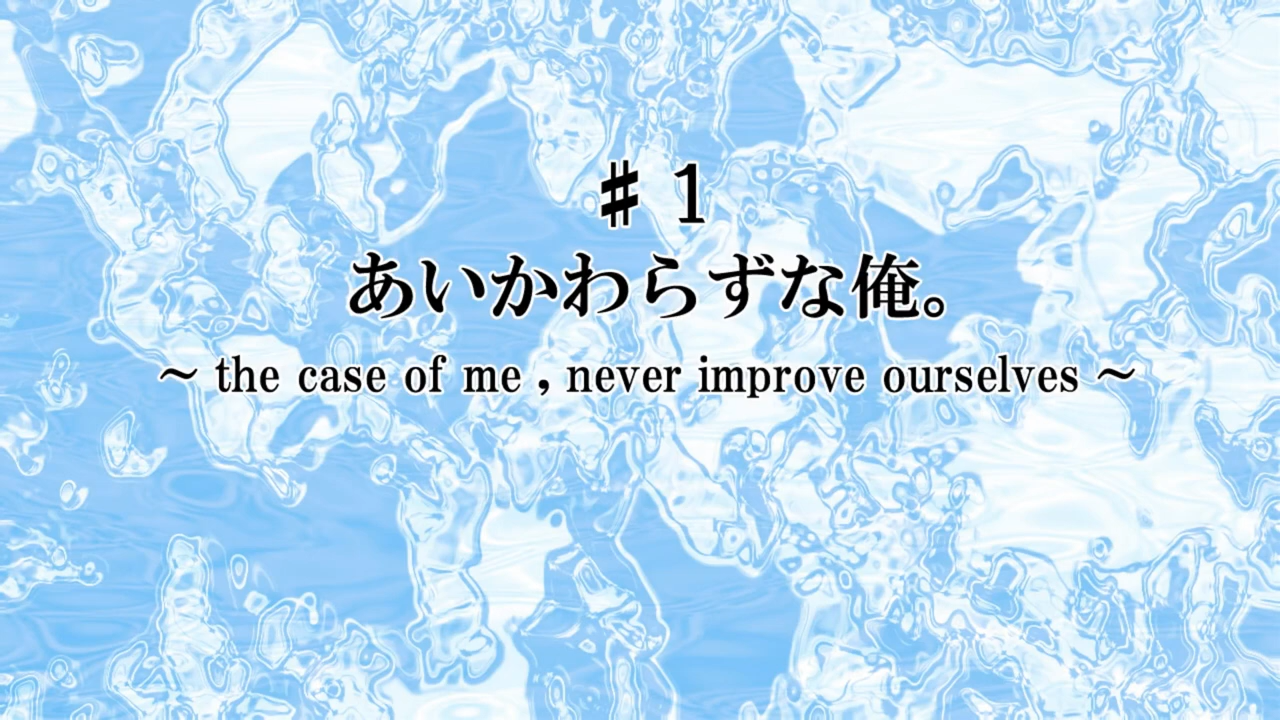 ♯1
あいかわらずな俺。
～ the case of me , never improve ourselves ～